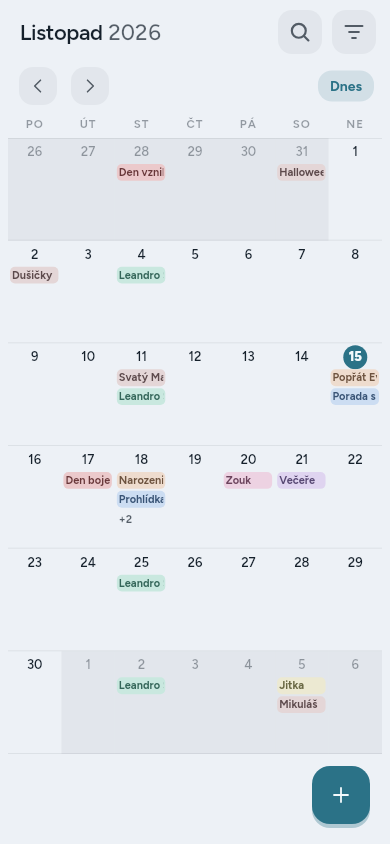 Listopad 2026
Dnes
PO ÚT ST ČT PÁ SO NE
26 27 28 29 30 31 1
Den vzni Hallowee
2 3 4 5 6 7 8
Dušičky Leandro
9 10 11 12 13 14 15
Svatý Ma Popřát Ev
Leandro Porada s
16 17 18 19 20 21 22
Den boje Narozeni Zouk Večeře
Prohlídka
+2
23 24 25 26 27 28 29
Leandro
30 1 2 3 4 5 6
Leandro Jitka
Mikuláš